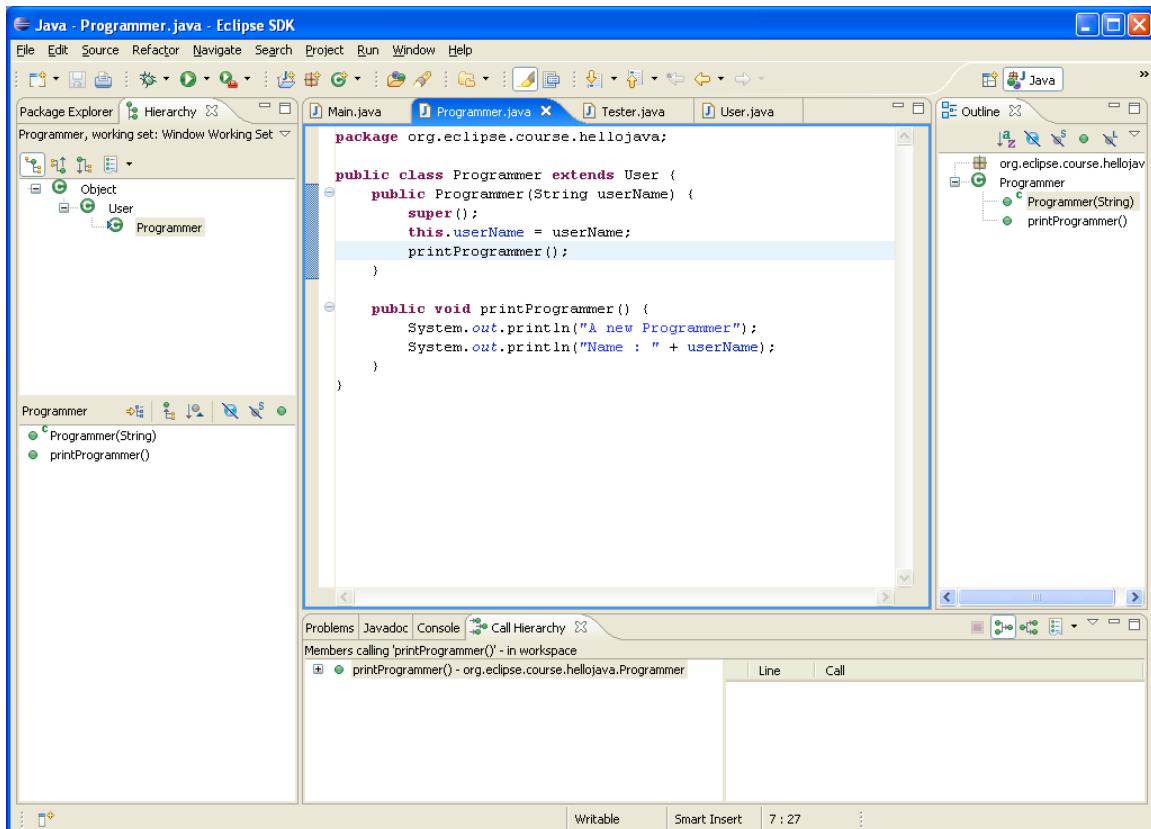 Java - Programmer.java - Eclipse SDK
File Edit Source Refactor Navigate Search Project Run Window Help
Java »
Package Explorer Hierarchy
Programmer, working set: Window Working Set
Object
User
Programmer
Programmer
Programmer(String)
printProgrammer()
Main.java Programmer.java Tester.java User.java
package org.eclipse.course.hellojava;
public class Programmer extends User {
public Programmer(String userName) {
super();
this.userName = userName;
printProgrammer();
}
public void printProgrammer() {
System.out.println("A new Programmer");
System.out.println("Name : " + userName);
}
}
Outline
org.eclipse.course.hellojav
Programmer
Programmer(String)
printProgrammer()
Problems Javadoc Console Call Hierarchy
Members calling 'printProgrammer()' - in workspace
printProgrammer() - org.eclipse.course.hellojava.Programmer
Line Call
Writable Smart Insert 7 : 27